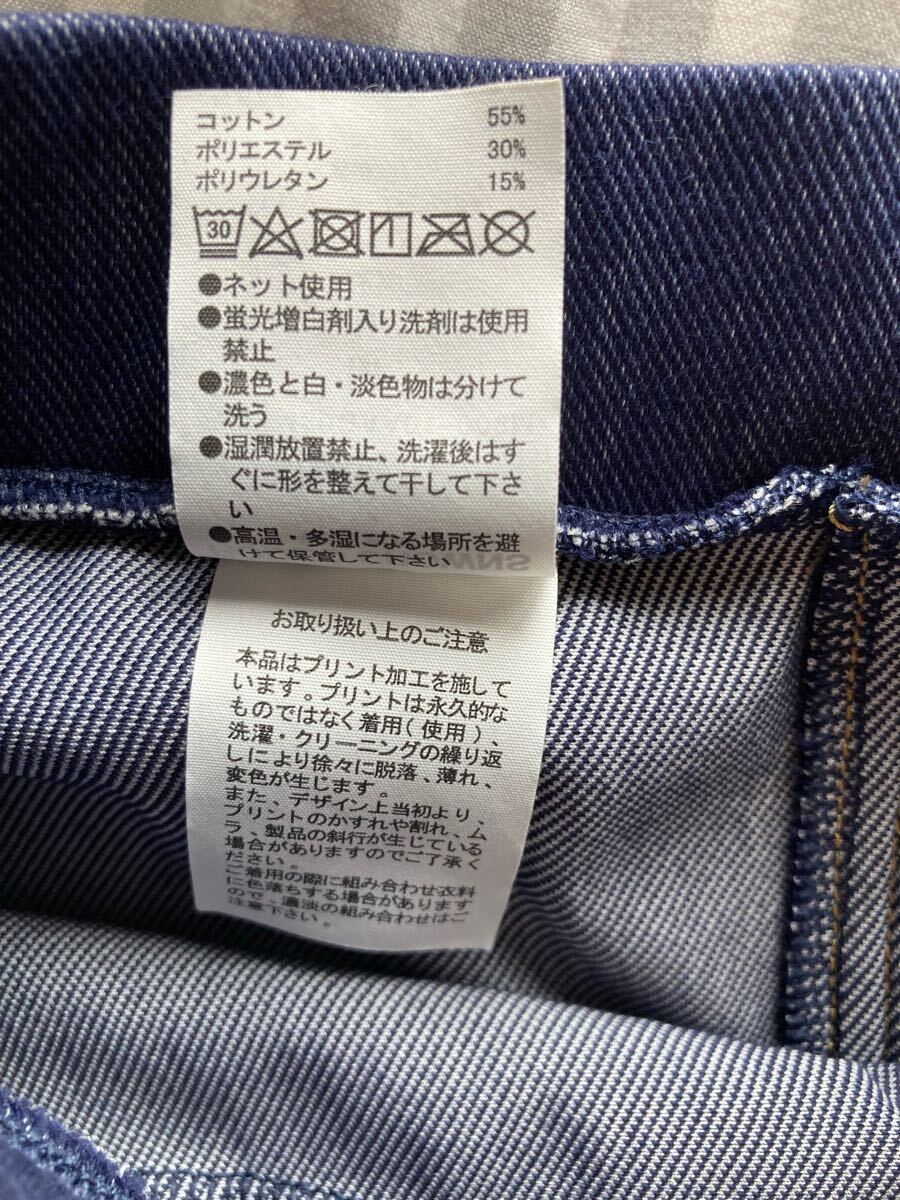 コットン 55%
ポリエステル 30%
ポリウレタン 15%
30
●ネット使用
●蛍光増白剤入り洗剤は使用
禁止
●濃色と白・淡色物は分けて
洗う
●湿潤放置禁止、洗濯後はす
ぐに形を整えて干して下さ
い
●高温・多湿になる場所を避
けて保管して下さい
お取り扱い上のご注意
本品はプリント加工を施して
います。プリントは永久的な
ものではなく着用(使用)、
洗濯・クリーニングの繰り返
しにより徐々に脱落、薄れ、
変色が生じます。
また、デザイン上当初より、
プリントのかすれや割れ、ム
ラ、製品の斜行が生じている
場合がありますのでご了承く
ださい。
ご着用の際に組み合わせ衣料
に色落ちする場合があります
ので、濃淡の組み合わせはご
注意下さい。